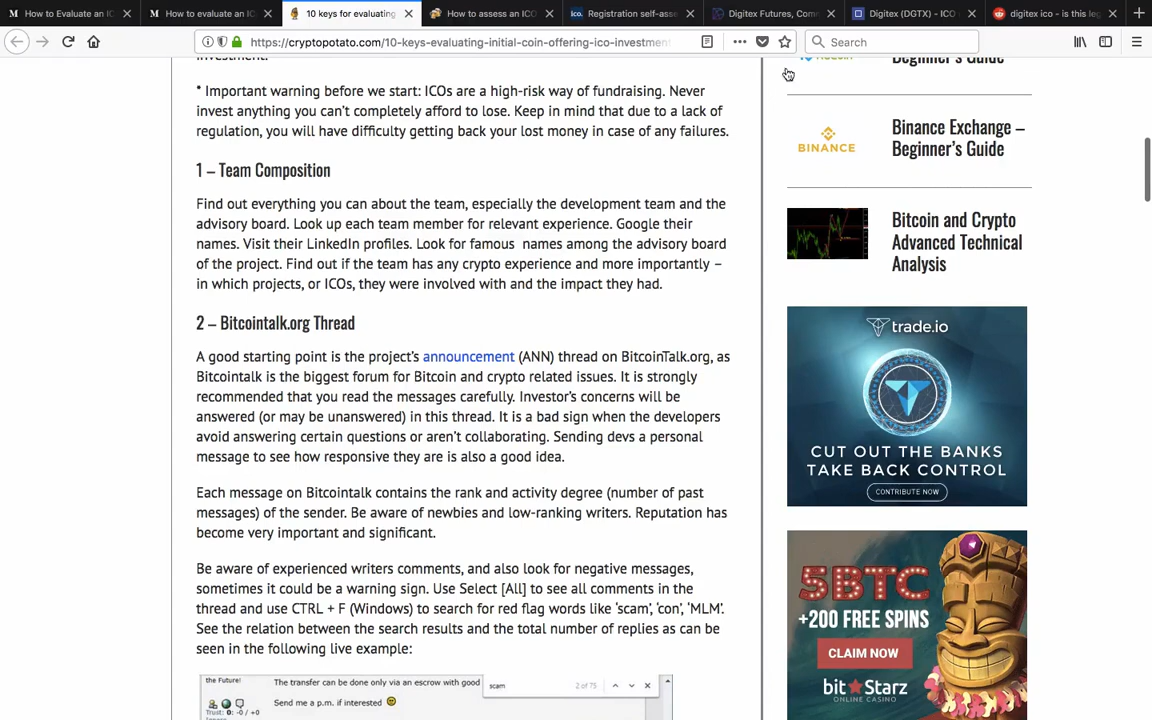 How to Evaluate an IC
How to evaluate an IC
10 keys for evaluating
How to assess an ICO
ico.
Registration self-asse
Digitex Futures, Com
Digitex (DGTX) - ICO
digitex ico - is this leg
https://cryptopotato.com/10-keys-evaluating-initial-coin-offering-ico-investment
Search
investment.
* Important warning before we start: ICOs are a high-risk way of fundraising. Never
invest anything you can't completely afford to lose. Keep in mind that due to a lack of
regulation, you will have difficulty getting back your lost money in case of any failures.
1 – Team Composition
Find out everything you can about the team, especially the development team and the
advisory board. Look up each team member for relevant experience. Google their
names. Visit their LinkedIn profiles. Look for famous names among the advisory board
of the project. Find out if the team has any crypto experience and more importantly –
in which projects, or ICOs, they were involved with and the impact they had.
2 – Bitcointalk.org Thread
A good starting point is the project's announcement (ANN) thread on BitcoinTalk.org, as
Bitcointalk is the biggest forum for Bitcoin and crypto related issues. It is strongly
recommended that you read the messages carefully. Investor's concerns will be
answered (or may be unanswered) in this thread. It is a bad sign when the developers
avoid answering certain questions or aren't collaborating. Sending devs a personal
message to see how responsive they are is also a good idea.
Each message on Bitcointalk contains the rank and activity degree (number of past
messages) of the sender. Be aware of newbies and low-ranking writers. Reputation has
become very important and significant.
Be aware of experienced writers comments, and also look for negative messages,
sometimes it could be a warning sign. Use Select [All] to see all comments in the
thread and use CTRL + F (Windows) to search for red flag words like 'scam', 'con', 'MLM'.
See the relation between the search results and the total number of replies as can be
seen in the following live example:
the Future!
The transfer can be done only via an escrow with good
scam
2 of 75
Send me a p.m. if interested
Trust: 0: -0 / +0
Beginner's Guide
BINANCE
Binance Exchange –
Beginner's Guide
Bitcoin and Crypto
Advanced Technical
Analysis
trade.io
CUT OUT THE BANKS
TAKE BACK CONTROL
CONTRIBUTE NOW
5BTC
+200 FREE SPINS
CLAIM NOW
bitStarz
ONLINE CASINO